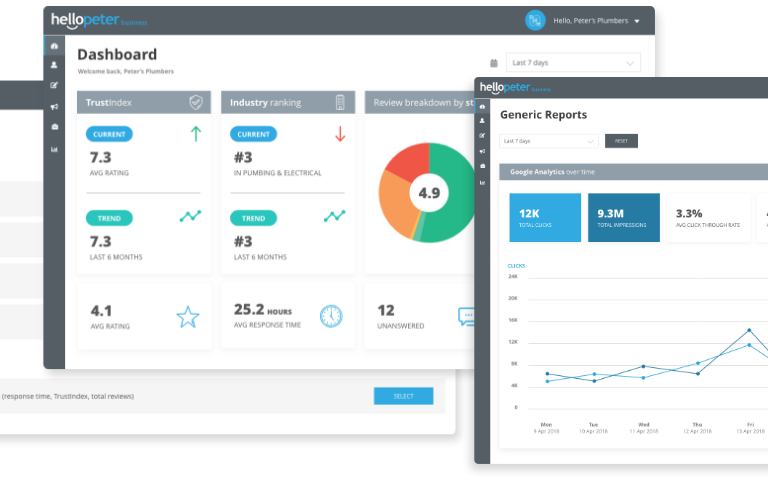 hellopeter business
Hello, Peter's Plumbers
Dashboard
Welcome back, Peter's Plumbers
Last 7 days
TrustIndex
CURRENT
7.3
AVG RATING
TREND
7.3
LAST 6 MONTHS
Industry ranking
CURRENT
#3
IN PUMBING & ELECTRICAL
TREND
#3
LAST 6 MONTHS
Review breakdown by st
4.9
4.1
AVG RATING
25.2 HOURS
AVG RESPONSE TIME
12
UNANSWERED
(response time, TrustIndex, total reviews)
SELECT
hellopeter business
Generic Reports
Last 7 days
RESET
Google Analytics over time
12K
TOTAL CLICKS
9.3M
TOTAL IMPRESSIONS
3.3%
AVG CLICK THROUGH RATE
CLICKS
24K
20K
16K
12K
8K
4K
0
Mon
9 Apr 2018
Tue
10 Apr 2018
Wed
11 Apr 2018
Thu
12 Apr 2018
Fri
13 Apr 2018